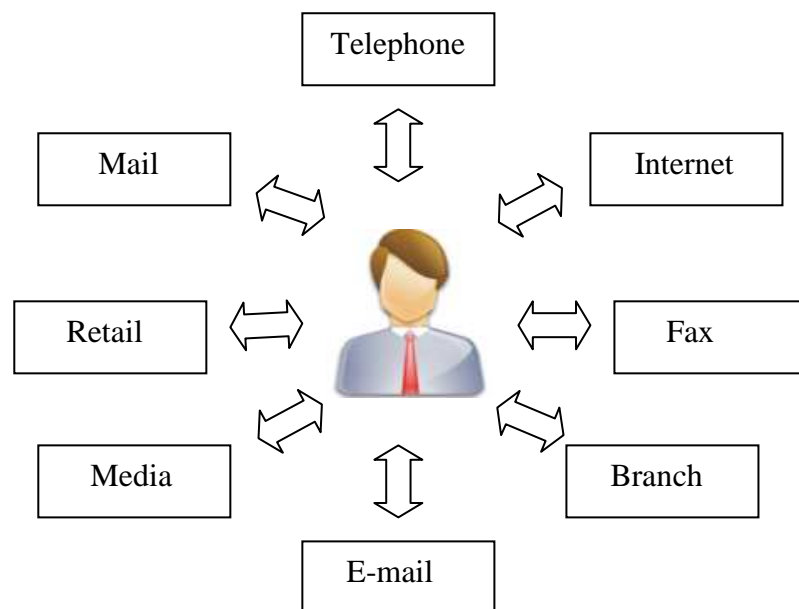 Telephone
Mail
Internet
Retail
Fax
Media
Branch
E-mail